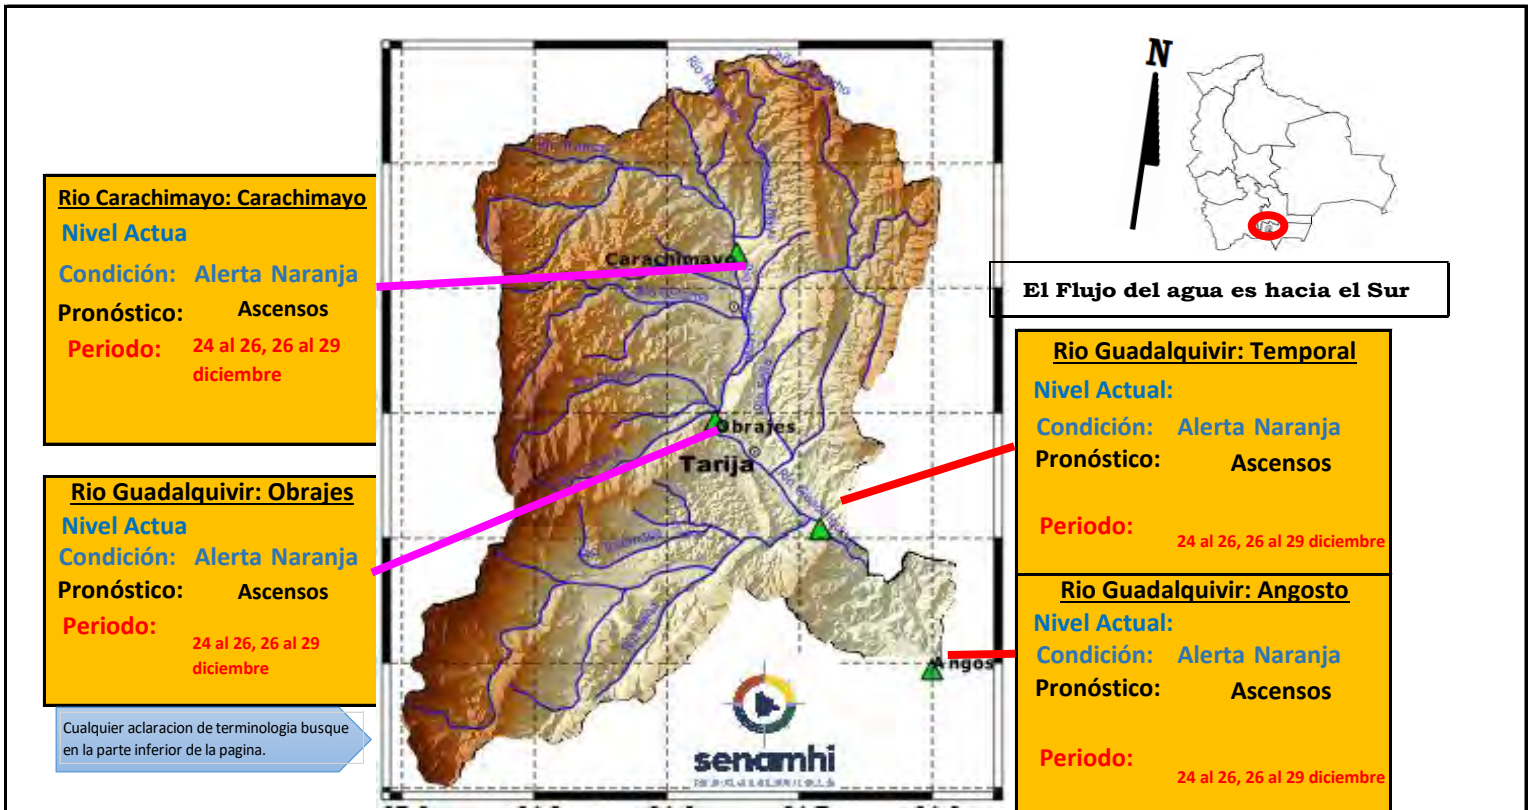 N
El Flujo del agua es hacia el Sur
Rio Carachimayo: Carachimayo
Nivel Actua
Condición: Alerta Naranja
Pronóstico: Ascensos
Periodo: 24 al 26, 26 al 29
diciembre
Rio Guadalquivir: Obrajes
Nivel Actua
Condición: Alerta Naranja
Pronóstico: Ascensos
Periodo:
24 al 26, 26 al 29
diciembre
Cualquier aclaracion de terminologia busque
en la parte inferior de la pagina.
Carachimayo
Obrajes
Tarija
Angos
senamhi
Rio Guadalquivir: Temporal
Nivel Actual:
Condición: Alerta Naranja
Pronóstico: Ascensos
Periodo:
24 al 26, 26 al 29 diciembre
Rio Guadalquivir: Angosto
Nivel Actual:
Condición: Alerta Naranja
Pronóstico: Ascensos
Periodo:
24 al 26, 26 al 29 diciembre